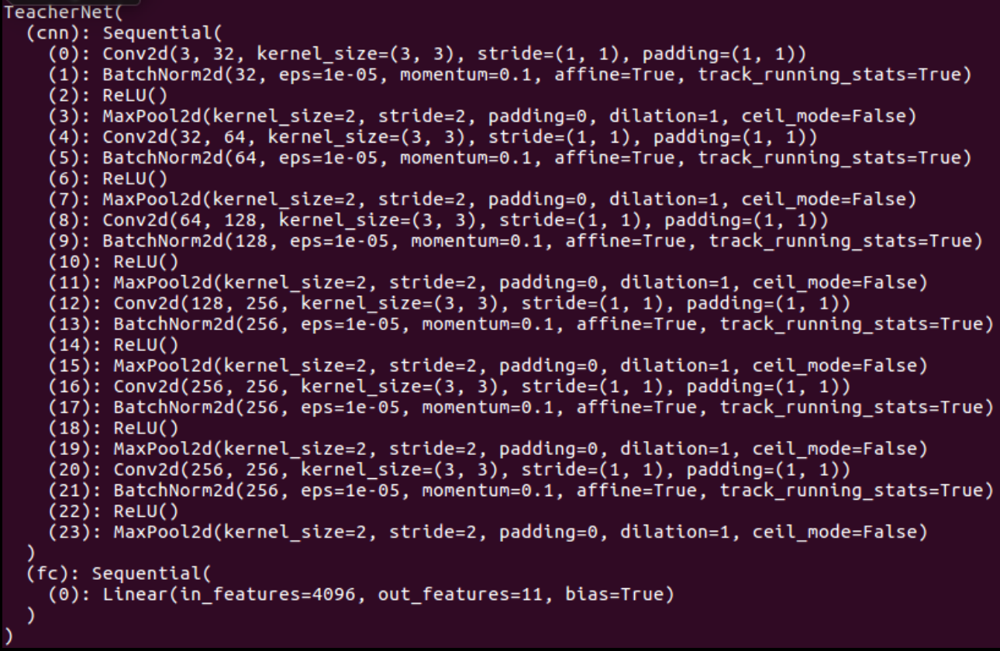 TeacherNet(
  (cnn): Sequential(
    (0): Conv2d(3, 32, kernel_size=(3, 3), stride=(1, 1), padding=(1, 1))
    (1): BatchNorm2d(32, eps=1e-05, momentum=0.1, affine=True, track_running_stats=True)
    (2): ReLU()
    (3): MaxPool2d(kernel_size=2, stride=2, padding=0, dilation=1, ceil_mode=False)
    (4): Conv2d(32, 64, kernel_size=(3, 3), stride=(1, 1), padding=(1, 1))
    (5): BatchNorm2d(64, eps=1e-05, momentum=0.1, affine=True, track_running_stats=True)
    (6): ReLU()
    (7): MaxPool2d(kernel_size=2, stride=2, padding=0, dilation=1, ceil_mode=False)
    (8): Conv2d(64, 128, kernel_size=(3, 3), stride=(1, 1), padding=(1, 1))
    (9): BatchNorm2d(128, eps=1e-05, momentum=0.1, affine=True, track_running_stats=True)
    (10): ReLU()
    (11): MaxPool2d(kernel_size=2, stride=2, padding=0, dilation=1, ceil_mode=False)
    (12): Conv2d(128, 256, kernel_size=(3, 3), stride=(1, 1), padding=(1, 1))
    (13): BatchNorm2d(256, eps=1e-05, momentum=0.1, affine=True, track_running_stats=True)
    (14): ReLU()
    (15): MaxPool2d(kernel_size=2, stride=2, padding=0, dilation=1, ceil_mode=False)
    (16): Conv2d(256, 256, kernel_size=(3, 3), stride=(1, 1), padding=(1, 1))
    (17): BatchNorm2d(256, eps=1e-05, momentum=0.1, affine=True, track_running_stats=True)
    (18): ReLU()
    (19): MaxPool2d(kernel_size=2, stride=2, padding=0, dilation=1, ceil_mode=False)
    (20): Conv2d(256, 256, kernel_size=(3, 3), stride=(1, 1), padding=(1, 1))
    (21): BatchNorm2d(256, eps=1e-05, momentum=0.1, affine=True, track_running_stats=True)
    (22): ReLU()
    (23): MaxPool2d(kernel_size=2, stride=2, padding=0, dilation=1, ceil_mode=False)
  )
  (fc): Sequential(
    (0): Linear(in_features=4096, out_features=11, bias=True)
  )
)